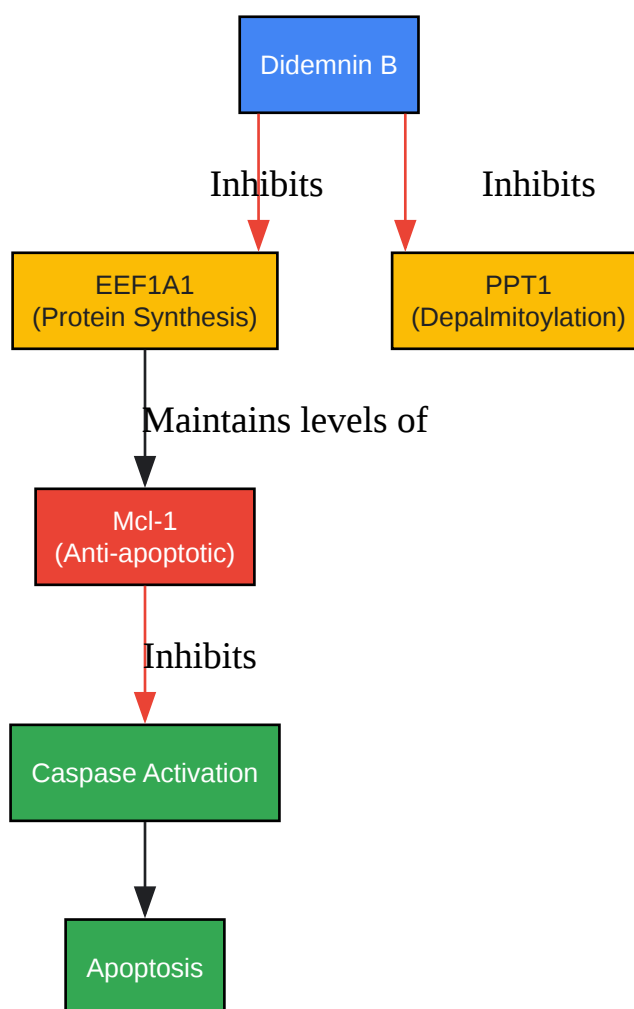 Didemnin B
Inhibits
Inhibits
EEF1A1
(Protein Synthesis)
PPT1
(Depalmitoylation)
Maintains levels of
Mcl-1
(Anti-apoptotic)
Inhibits
Caspase Activation
Apoptosis